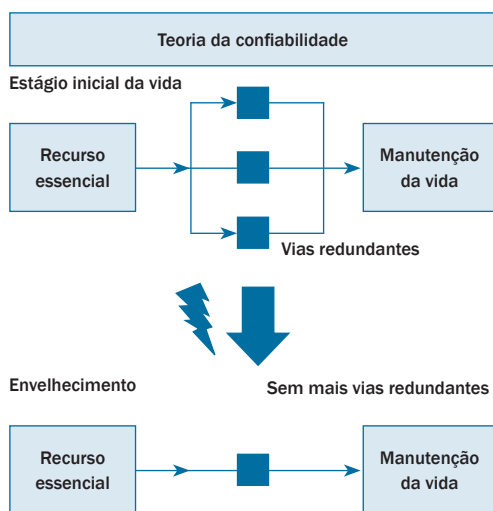 Teoria da confiabilidade
Estágio inicial da vida
Recurso
essencial
Manutenção
da vida
Vias redundantes
Envelhecimento
Sem mais vias redundantes
Recurso
essencial
Manutenção
da vida